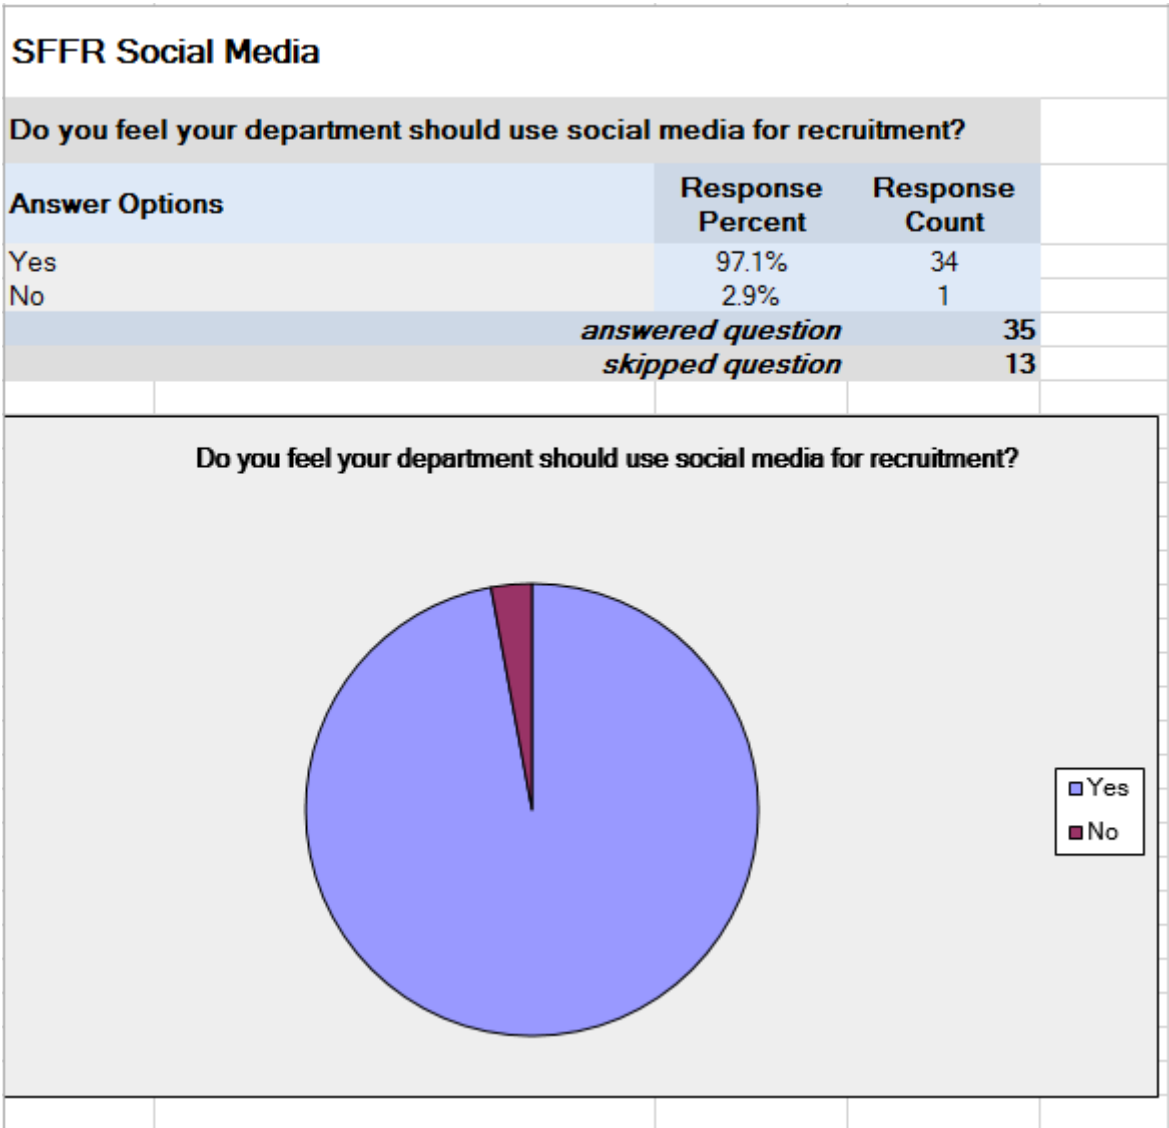 SFFR Social Media
Do you feel your department should use social media for recruitment?
Answer Options Response Percent Response Count
Yes 97.1% 34
No 2.9% 1
answered question 35
skipped question 13
Do you feel your department should use social media for recruitment?
Yes
No